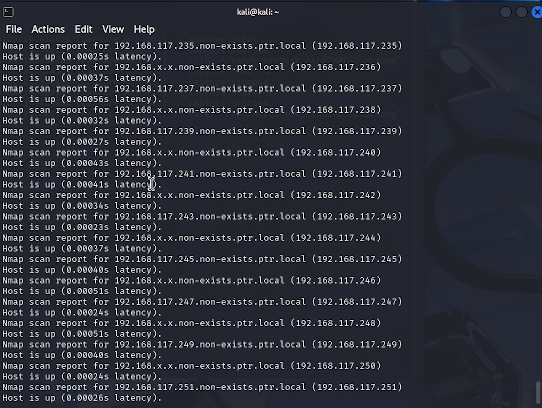 kali@kali: ~
File Actions Edit View Help
Nmap scan report for 192.168.117.235.non-exists.ptr.local (192.168.117.235)
Host is up (0.00025s latency).
Nmap scan report for 192.168.x.x.non-exists.ptr.local (192.168.117.236)
Host is up (0.00037s latency).
Nmap scan report for 192.168.117.237.non-exists.ptr.local (192.168.117.237)
Host is up (0.00056s latency).
Nmap scan report for 192.168.x.x.non-exists.ptr.local (192.168.117.238)
Host is up (0.00032s latency).
Nmap scan report for 192.168.117.239.non-exists.ptr.local (192.168.117.239)
Host is up (0.00027s latency).
Nmap scan report for 192.168.x.x.non-exists.ptr.local (192.168.117.240)
Host is up (0.00043s latency).
Nmap scan report for 192.168.117.241.non-exists.ptr.local (192.168.117.241)
Host is up (0.00041s latency).
Nmap scan report for 192.168.x.x.non-exists.ptr.local (192.168.117.242)
Host is up (0.00034s latency).
Nmap scan report for 192.168.117.243.non-exists.ptr.local (192.168.117.243)
Host is up (0.00023s latency).
Nmap scan report for 192.168.x.x.non-exists.ptr.local (192.168.117.244)
Host is up (0.00037s latency).
Nmap scan report for 192.168.117.245.non-exists.ptr.local (192.168.117.245)
Host is up (0.00040s latency).
Nmap scan report for 192.168.x.x.non-exists.ptr.local (192.168.117.246)
Host is up (0.00051s latency).
Nmap scan report for 192.168.117.247.non-exists.ptr.local (192.168.117.247)
Host is up (0.00024s latency).
Nmap scan report for 192.168.x.x.non-exists.ptr.local (192.168.117.248)
Host is up (0.00051s latency).
Nmap scan report for 192.168.117.249.non-exists.ptr.local (192.168.117.249)
Host is up (0.00040s latency).
Nmap scan report for 192.168.x.x.non-exists.ptr.local (192.168.117.250)
Host is up (0.00024s latency).
Nmap scan report for 192.168.117.251.non-exists.ptr.local (192.168.117.251)
Host is up (0.00026s latency).